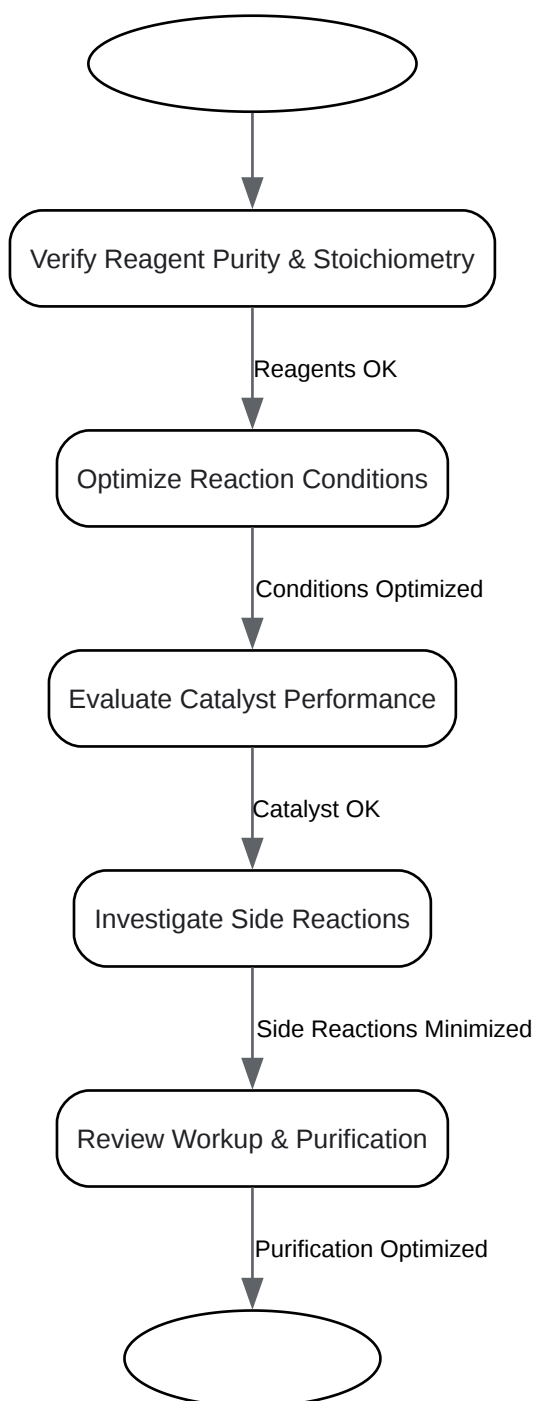 Verify Reagent Purity & Stoichiometry
Reagents OK
Optimize Reaction Conditions
Conditions Optimized
Evaluate Catalyst Performance
Catalyst OK
Investigate Side Reactions
Side Reactions Minimized
Review Workup & Purification
Purification Optimized